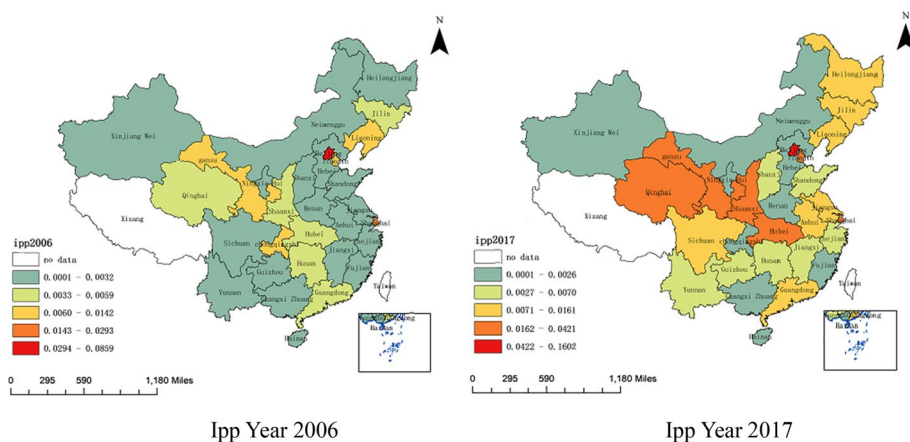 N
Heilongjiang
Jilin
Xinjiang Wei
Neimenggu
Liaoning
gansu
Hebei
Shanxi
Shandong
Qinghai
Shaanxi
Henan
Xizang
Hubei
Sichuan
Hunan
Jiangxi
Fujian
Guizhou
Yunnan
Guangxi Zhuang
Guangdong
Taiwan
Hainan
ipp2006
no data
0.0001 - 0.0032
0.0033 - 0.0059
0.0060 - 0.0142
0.0143 - 0.0293
0.0294 - 0.0859
0 295 590 1,180 Miles
Ipp Year 2006
N
Heilongjiang
Jilin
Neimenggu
Xinjiang Wei
Liaoning
gansu
Hebei
Shanxi
Shandong
Qinghai
Shaanxi
Henan
Jiangsu
Anhui
Xizang
Hubei
Sichuan
Hunan
Jiangxi
Fujian
Guizhou
Yunnan
Guangxi Zhuang
Guangdong
Taiwan
Hainan
ipp2017
no data
0.0001 - 0.0026
0.0027 - 0.0070
0.0071 - 0.0161
0.0162 - 0.0421
0.0422 - 0.1602
0 295 590 1,180 Miles
Ipp Year 2017